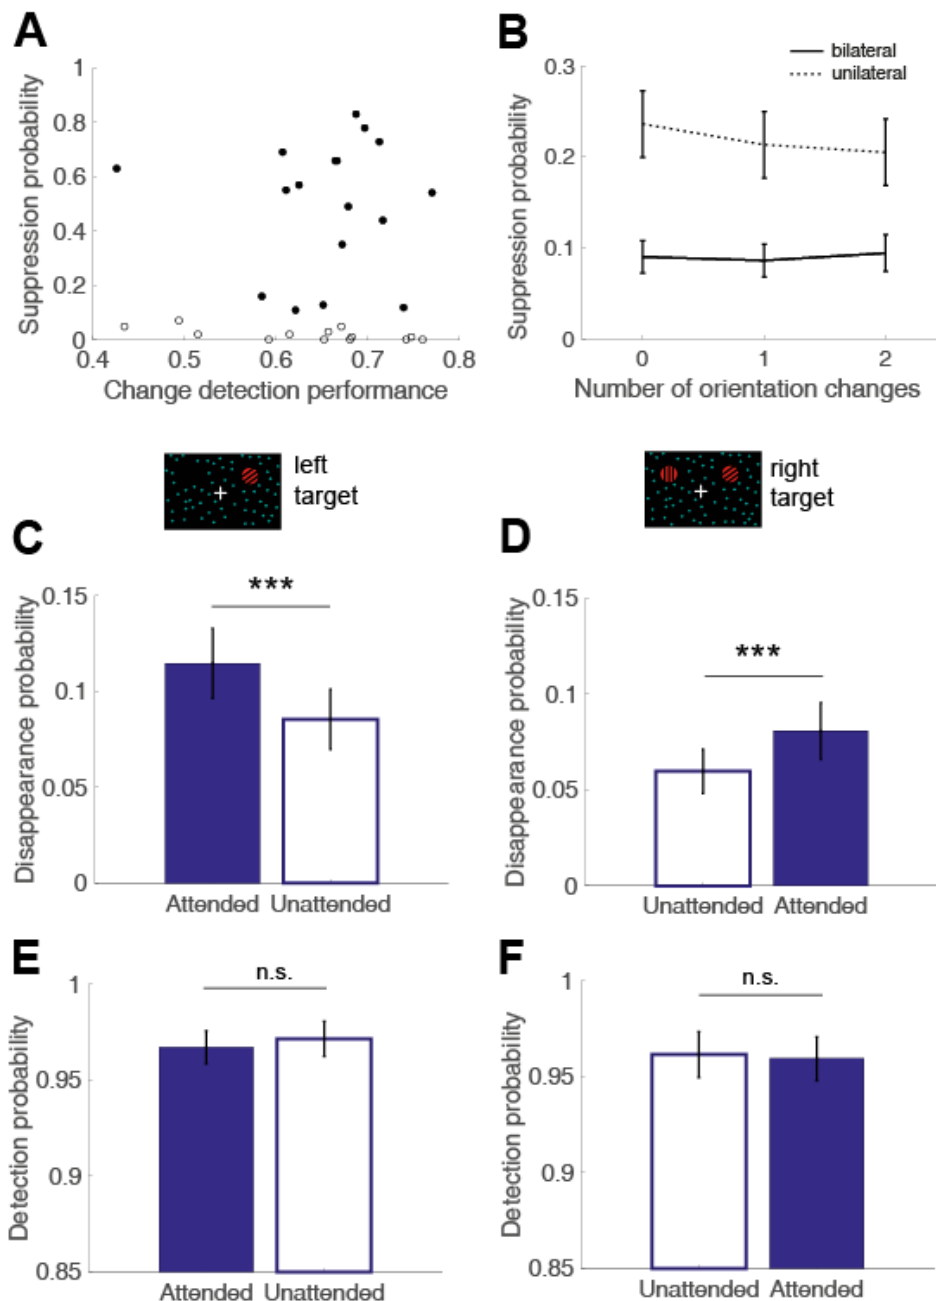 A
Suppression probability
1
0.8
0.6
0.4
0.2
0
0.4 0.5 0.6 0.7 0.8
Change detection performance
B
bilateral
unilateral
Suppression probability
0.3
0.2
0.1
0
0 1 2
Number of orientation changes
left
target
right
target
C
***
Disappearance probability
0.15
0.1
0.05
0
Attended Unattended
D
***
Disappearance probability
0.15
0.1
0.05
0
Unattended Attended
E
n.s.
Detection probability
1
0.95
0.9
0.85
Attended Unattended
F
n.s.
Detection probability
1
0.95
0.9
0.85
Unattended Attended